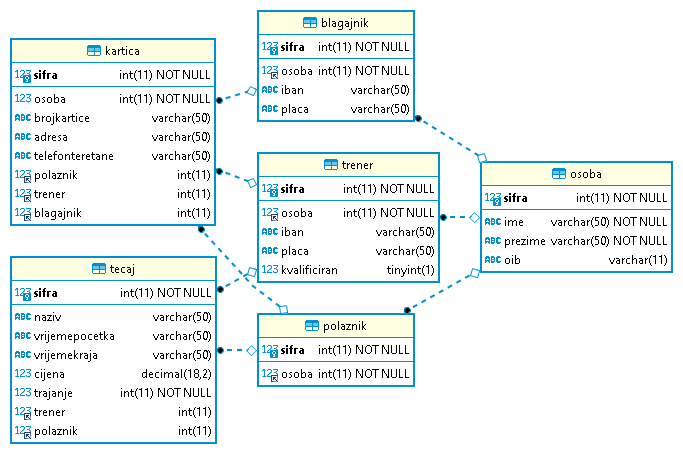 kartica
123 sifra int(11) NOT NULL
123 osoba int(11) NOT NULL
ABC brojkartice varchar(50)
ABC adresa varchar(50)
ABC telefonteretane varchar(50)
123 polaznik int(11)
123 trener int(11)
123 blagajnik int(11)
blagajnik
123 sifra int(11) NOT NULL
123 osoba int(11) NOT NULL
ABC iban varchar(50)
ABC placa varchar(50)
trener
123 sifra int(11) NOT NULL
123 osoba int(11) NOT NULL
ABC iban varchar(50)
ABC placa varchar(50)
123 kvalificiran tinyint(1)
osoba
123 sifra int(11) NOT NULL
ABC ime varchar(50) NOT NULL
ABC prezime varchar(50) NOT NULL
ABC oib varchar(11)
tecaj
123 sifra int(11) NOT NULL
ABC naziv varchar(50)
ABC vrijemepocetka varchar(50)
ABC vrijemekraja varchar(50)
123 cijena decimal(18,2)
123 trajanje int(11) NOT NULL
123 trener int(11)
123 polaznik int(11)
polaznik
123 sifra int(11) NOT NULL
123 osoba int(11) NOT NULL